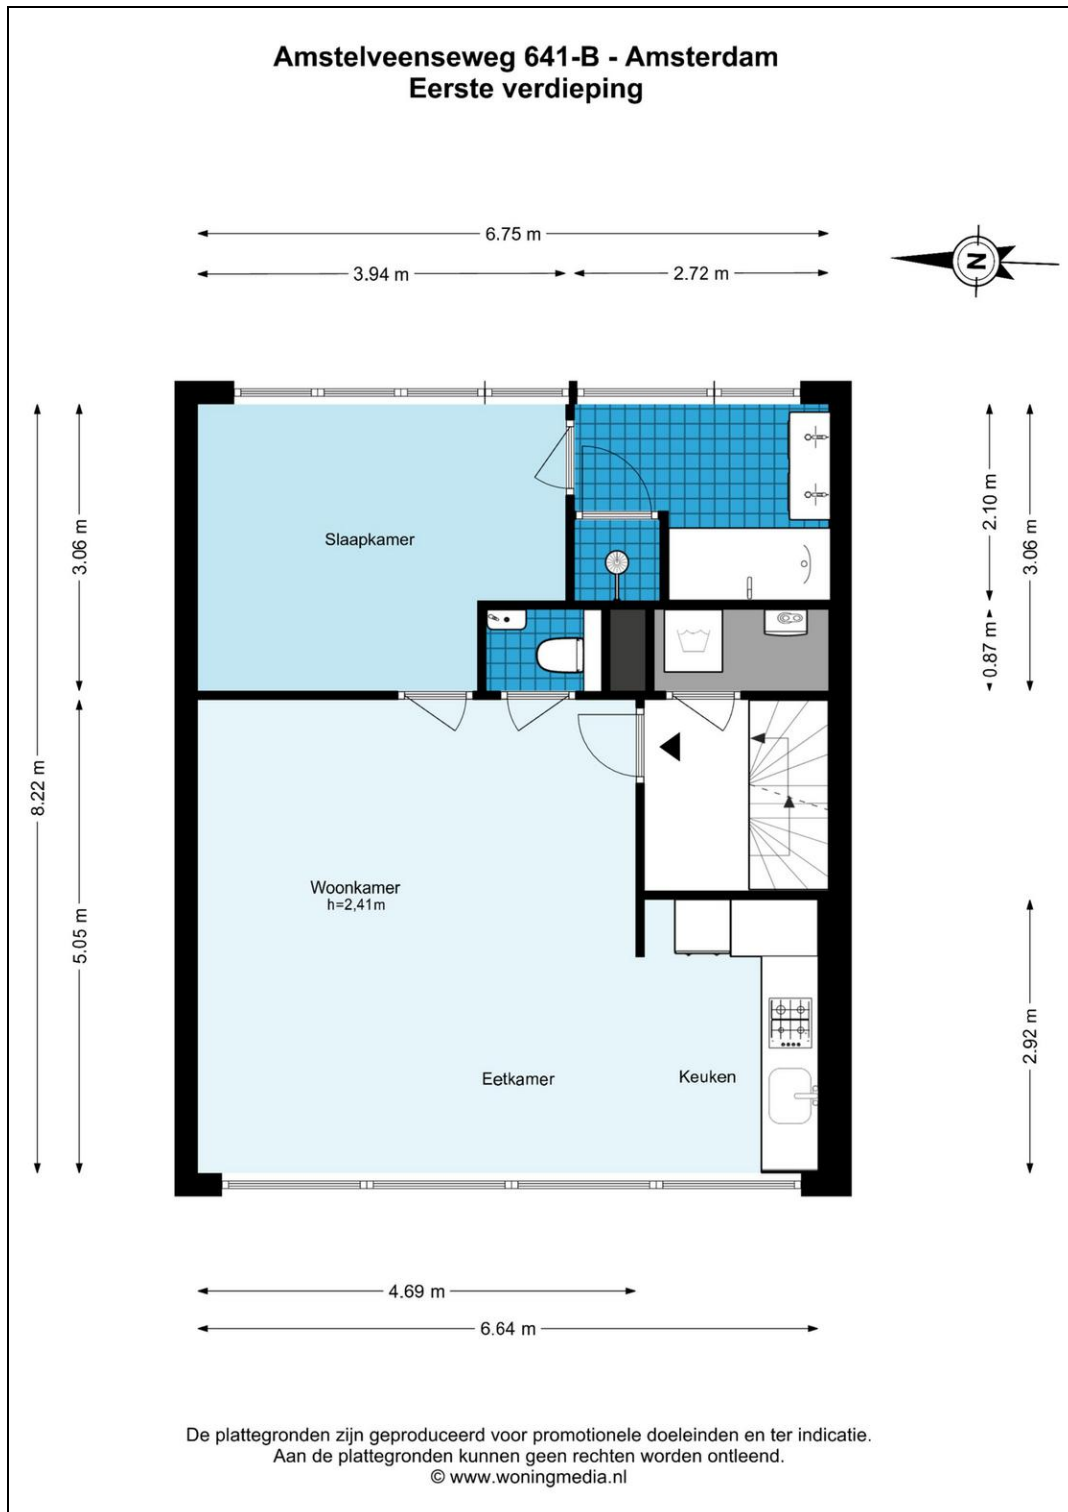 Amstelveenseweg 641-B - Amsterdam
Eerste verdieping
6.75 m
3.94 m
2.72 m
N
8.22 m
3.06 m
5.05 m
2.10 m
3.06 m
0.87 m
2.92 m
Slaapkamer
Woonkamer
h=2,41m
Eetkamer
Keuken
4.69 m
6.64 m
De plattegronden zijn geproduceerd voor promotionele doeleinden en ter indicatie.
Aan de plattegronden kunnen geen rechten worden ontleend.
© www.woningmedia.nl